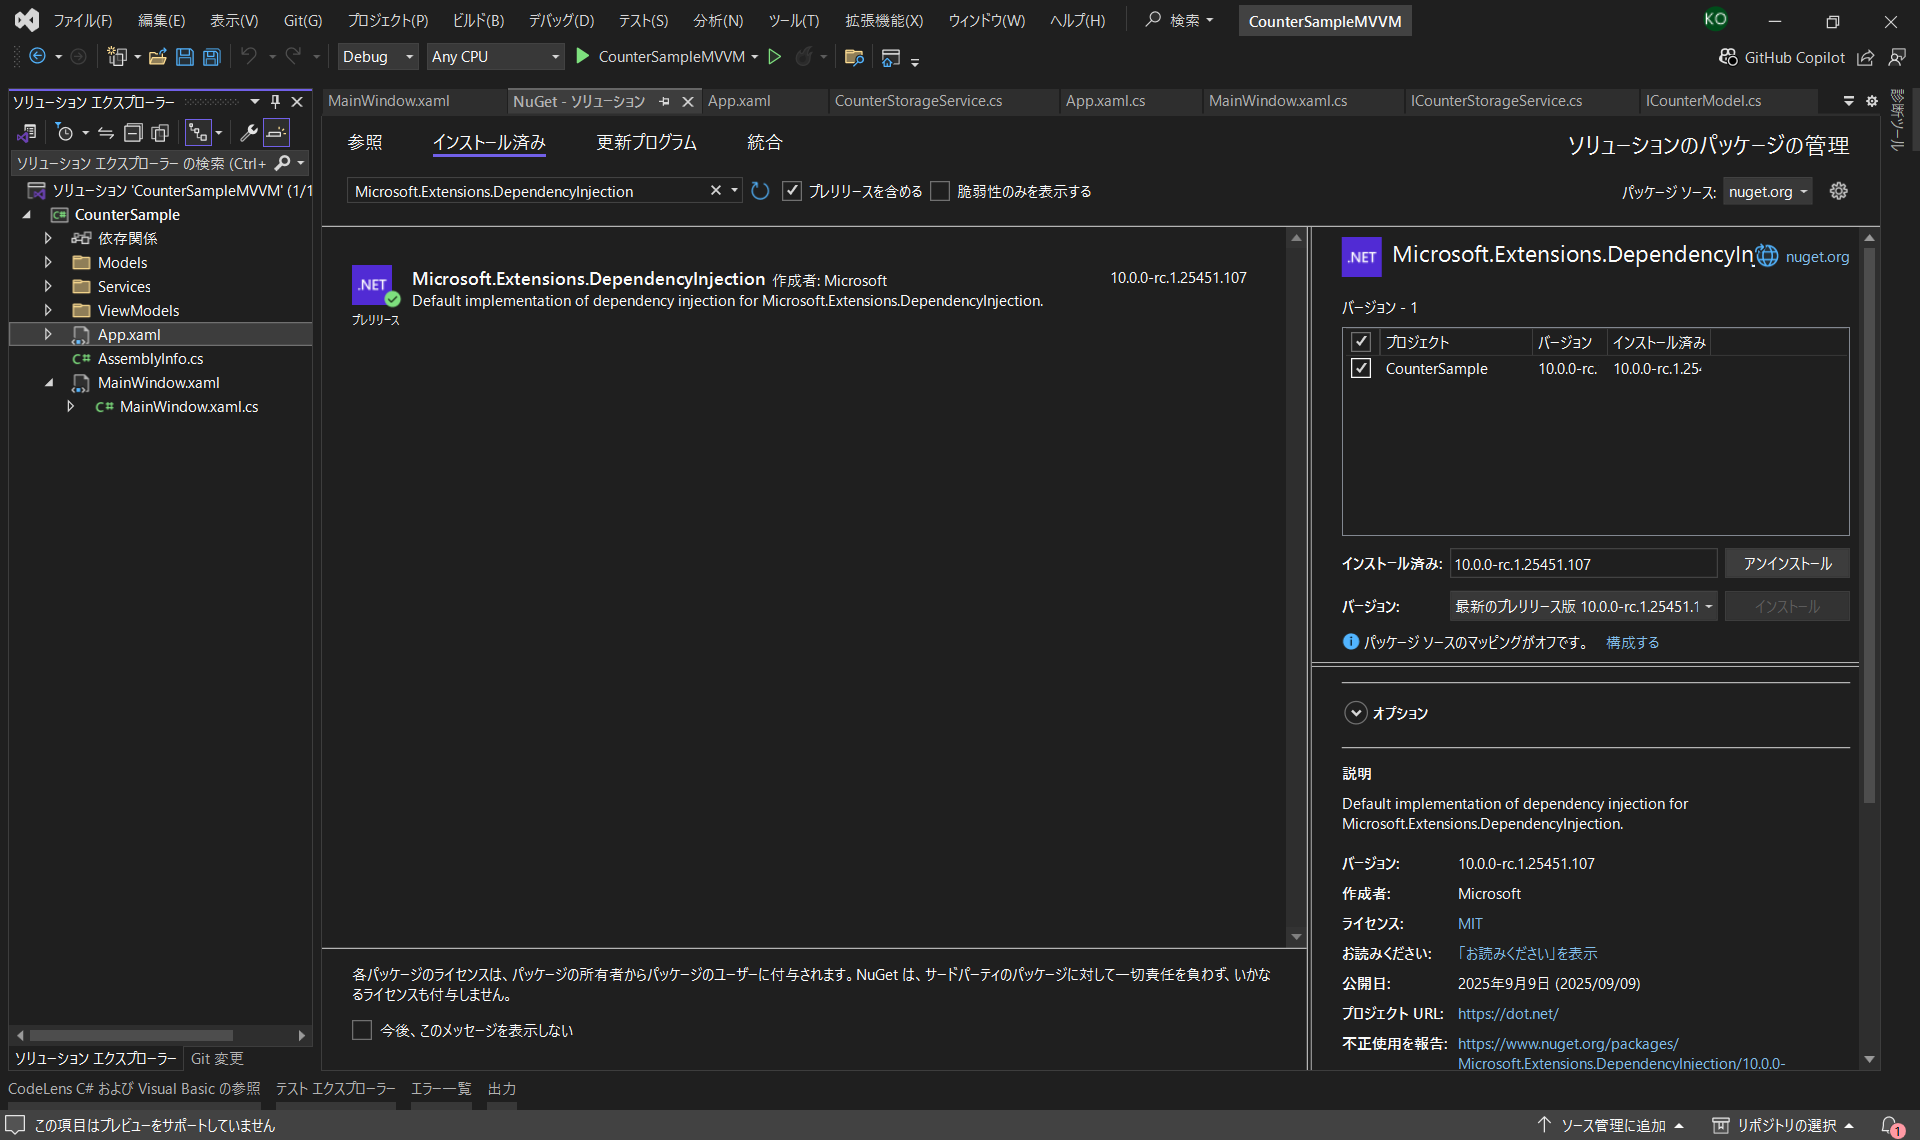 ファイル(F) 編集(E) 表示(V) Git(G) プロジェクト(P) ビルド(B) デバッグ(D) テスト(S) 分析(N) ツール(T) 拡張機能(X) ウィンドウ(W) ヘルプ(H) 検索 CounterSampleMVVM KO
Debug Any CPU CounterSampleMVVM GitHub Copilot
ソリューション エクスプローラー
MainWindow.xaml NuGet - ソリューション App.xaml CounterStorageService.cs App.xaml.cs MainWindow.xaml.cs ICounterStorageService.cs ICounterModel.cs
診断ツール
ソリューション エクスプローラー の検索 (Ctrl+
ソリューション 'CounterSampleMVVM' (1/1
CounterSample
依存関係
Models
Services
ViewModels
App.xaml
AssemblyInfo.cs
MainWindow.xaml
C# MainWindow.xaml.cs
参照 インストール済み 更新プログラム 統合
ソリューションのパッケージの管理
Microsoft.Extensions.DependencyInjection
プレリリースを含める 脆弱性のみを表示する
パッケージ ソース: nuget.org
.NET
プレリリース
Microsoft.Extensions.DependencyInjection 作成者: Microsoft
10.0.0-rc.1.25451.107
Default implementation of dependency injection for Microsoft.Extensions.DependencyInjection.
各パッケージのライセンスは、パッケージの所有者からパッケージのユーザーに付与されます。NuGet は、サードパーティのパッケージに対して一切責任を負わず、いかな
るライセンスも付与しません。
今後、このメッセージを表示しない
.NET Microsoft.Extensions.DependencyIn nuget.org
バージョン - 1
プロジェクト バージョン インストール済み
CounterSample 10.0.0-rc. 10.0.0-rc.1.254
インストール済み: 10.0.0-rc.1.25451.107 アンインストール
バージョン: 最新のプレリリース版 10.0.0-rc.1.25451.1 インストール
パッケージ ソースのマッピングがオフです。 構成する
オプション
説明
Default implementation of dependency injection for
Microsoft.Extensions.DependencyInjection.
バージョン: 10.0.0-rc.1.25451.107
作成者: Microsoft
ライセンス: MIT
お読みください: 「お読みください」を表示
公開日: 2025年9月9日 (2025/09/09)
プロジェクト URL: https://dot.net/
不正使用を報告: https://www.nuget.org/packages/
Microsoft.Extensions.DependencyInjection/10.0.0-
ソリューション エクスプローラー Git 変更
CodeLens C# および Visual Basic の参照 テスト エクスプローラー エラー一覧 出力
この項目はプレビューをサポートしていません
ソース管理に追加 リポジトリの選択 1